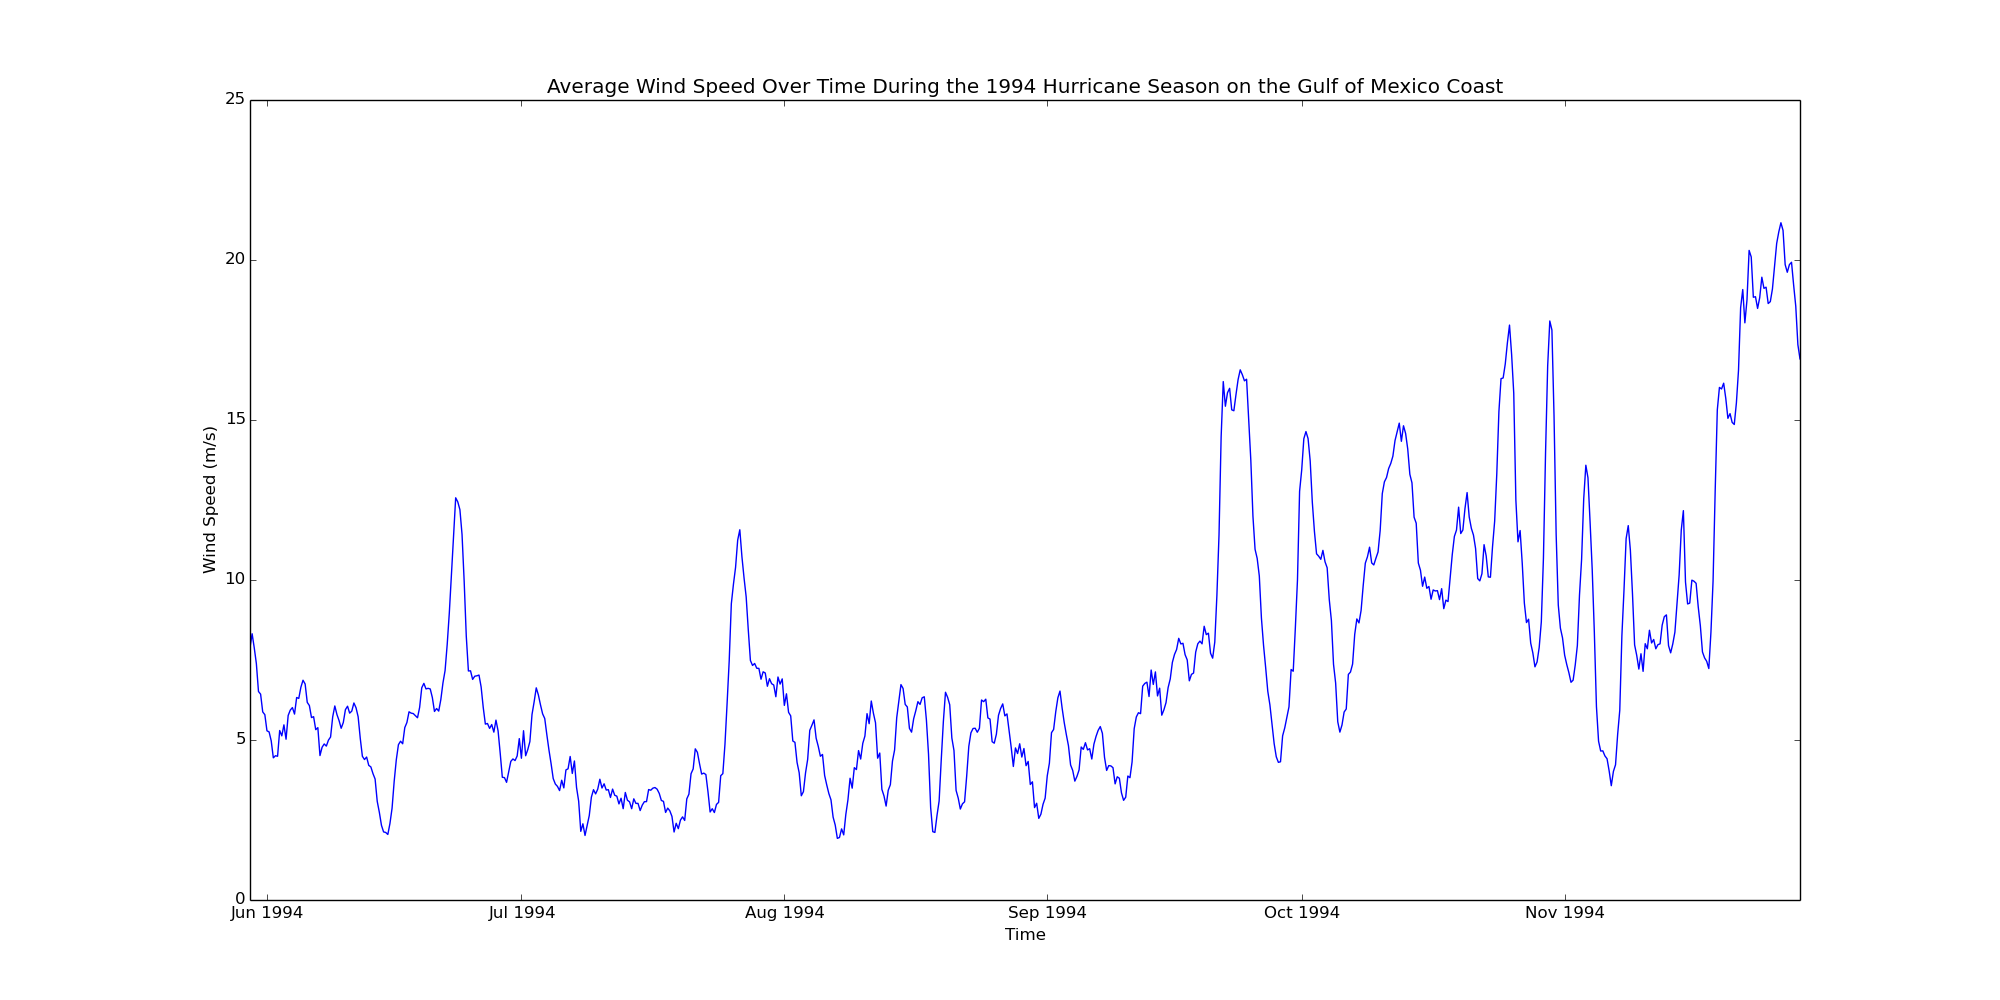 Average Wind Speed Over Time During the 1994 Hurricane Season on the Gulf of Mexico Coast
25
20
15
10
5
0
Wind Speed (m/s)
Jun 1994 Jul 1994 Aug 1994 Sep 1994 Oct 1994 Nov 1994
Time